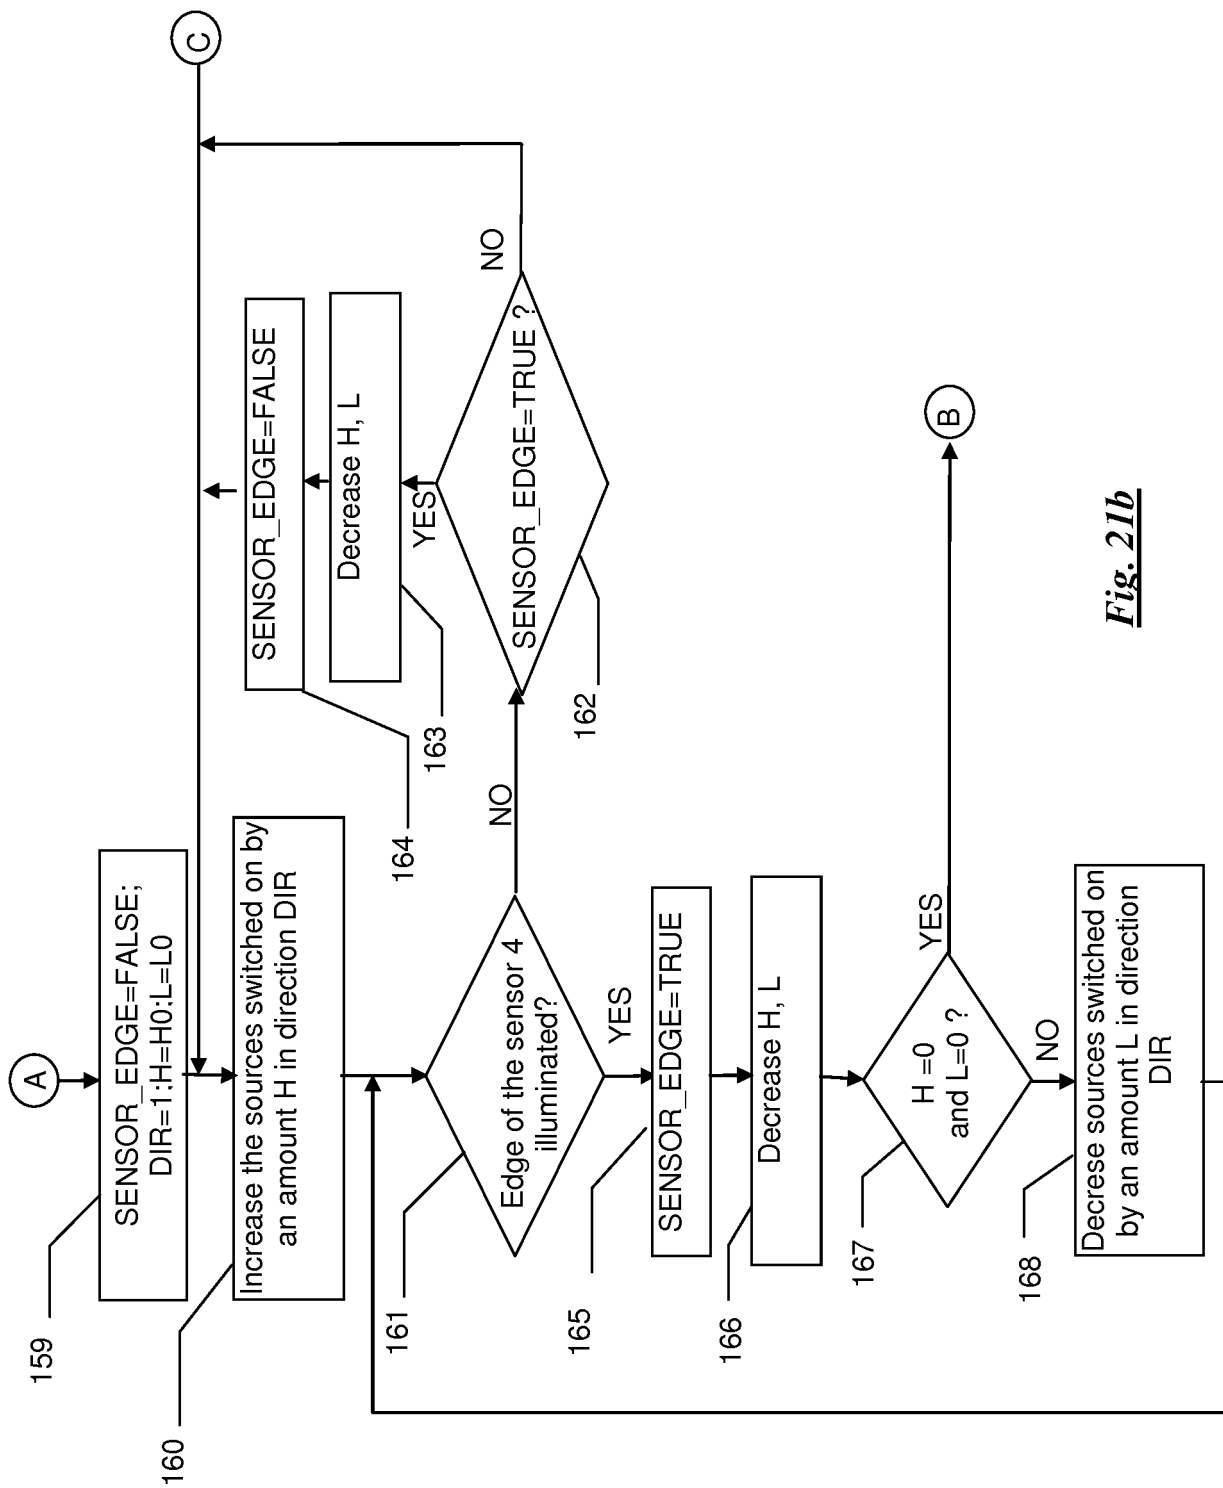 A
159
SENSOR_EDGE=FALSE;
DIR=1;H=H0;L=L0
C
160
Increase the sources switched on by
an amount H in direction DIR
164
SENSOR_EDGE=FALSE
163
Decrease H, L
YES
161
Edge of the sensor 4
illuminated?
NO
162
SENSOR_EDGE=TRUE ?
NO
YES
165
SENSOR_EDGE=TRUE
166
Decrease H, L
167
H =0
and L=0 ?
YES
B
NO
168
Decrese sources switched on
by an amount L in direction
DIR
Fig. 21b